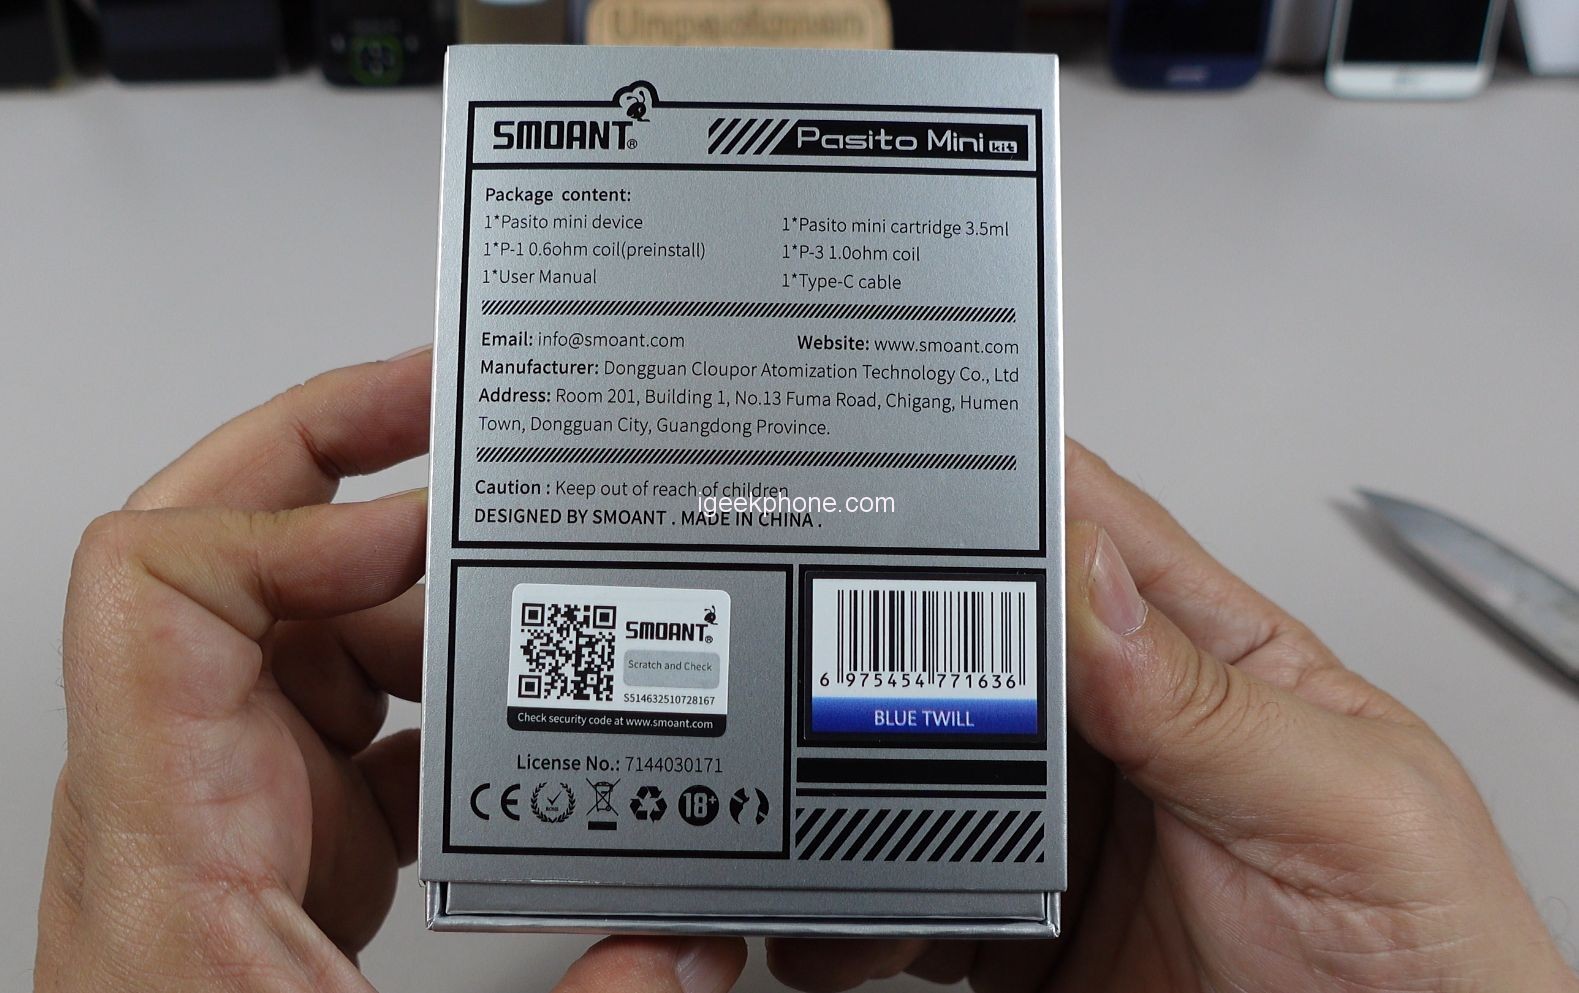 SMOANT®
Pasito Mini kit
Package content:
1*Pasito mini device
1*Pasito mini cartridge 3.5ml
1*P-1 0.6ohm coil(preinstall)
1*P-3 1.0ohm coil
1*User Manual
1*Type-C cable
Email: info@smoant.com
Website: www.smoant.com
Manufacturer: Dongguan Cloupor Atomization Technology Co., Ltd
Address: Room 201, Building 1, No.13 Fuma Road, Chigang, Humen
Town, Dongguan City, Guangdong Province.
Caution : Keep out of reach of children
igeekphone.com
DESIGNED BY SMOANT . MADE IN CHINA .
SMOANT®
Scratch and Check
S514632510728167
Check security code at www.smoant.com
6 975454 771636
BLUE TWILL
License No.: 7144030171
CE
ROHS
18+